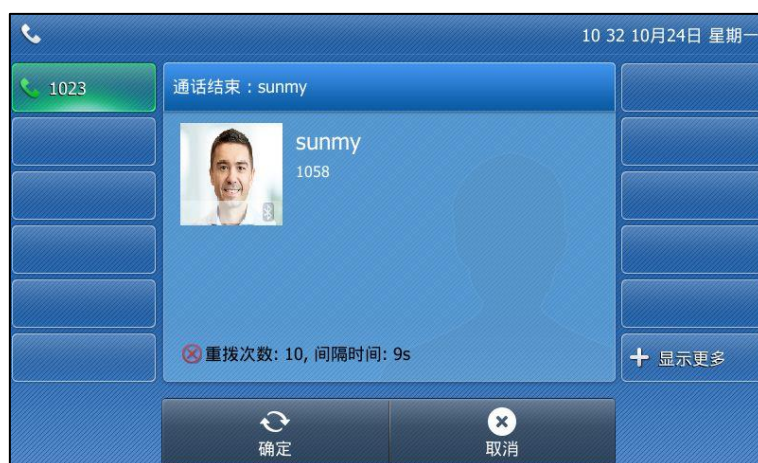 10 32 10月24日 星期一
1023
通话结束：sunmy
sunmy
1058
重拨次数: 10, 间隔时间: 9s
显示更多
确定
取消